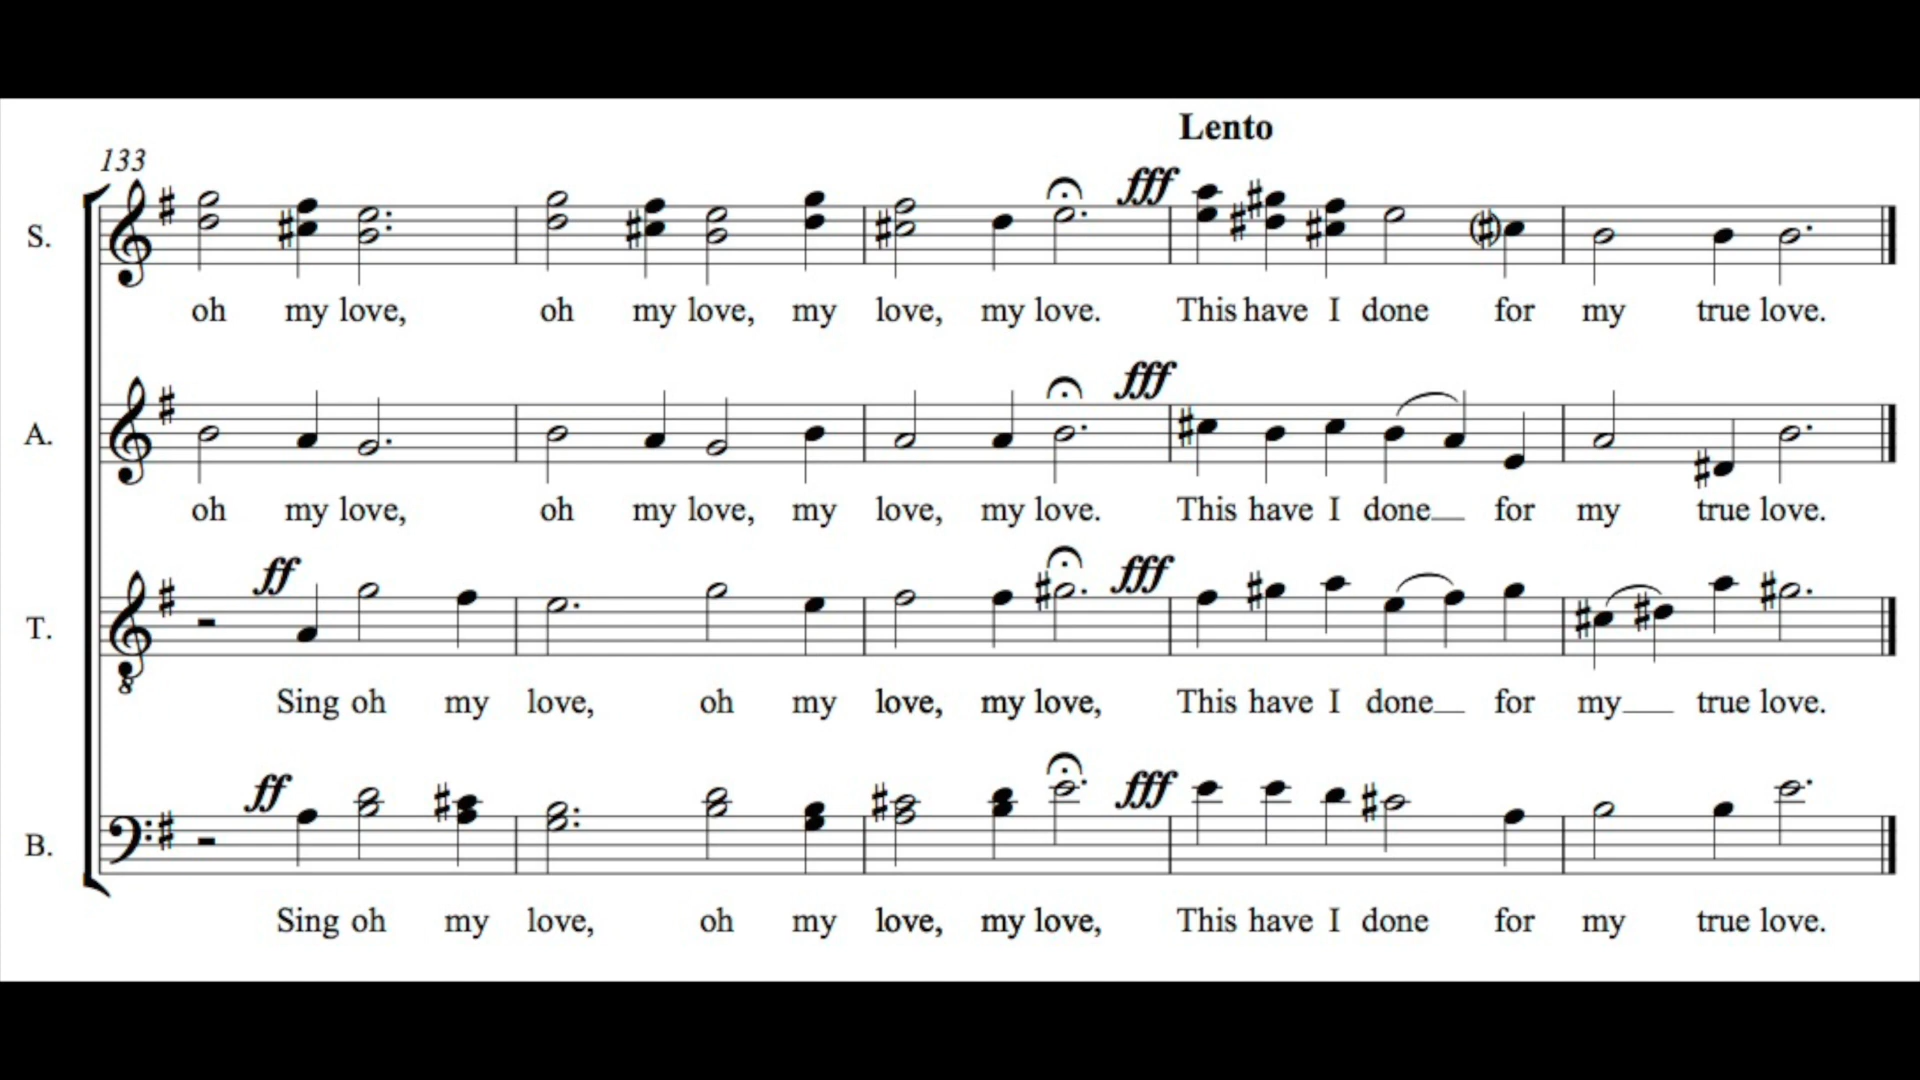 Lento
133
fff
S.
oh my love, oh my love, my love, my love. This have I done for my true love.
fff
A.
oh my love, oh my love, my love, my love. This have I done for my true love.
ff fff
T.
8
Sing oh my love, oh my love, my love, This have I done for my true love.
ff fff
B.
Sing oh my love, oh my love, my love, This have I done for my true love.